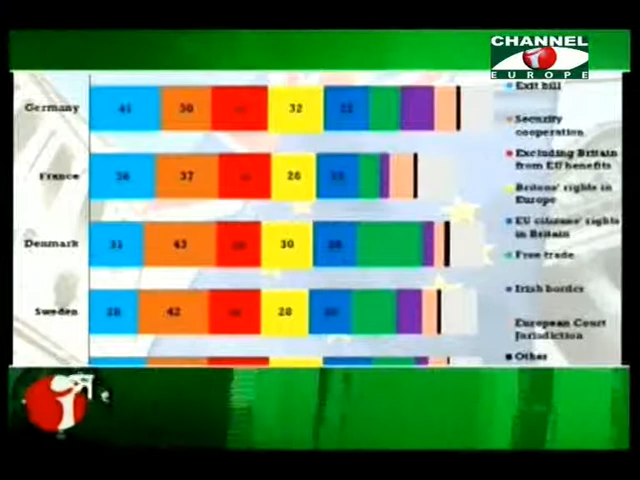 CHANNEL
i
EUROPE
Germany 41 30 32
Exit bill
Security
cooperation
Excluding Britain
from EU benefits
France 37 26
Britons' rights in
Europe
EU citizens' rights
in Britain
Denmark 31 43 30
Free trade
Sweden 42 28
Irish border
European Court
Jurisdiction
Other
i